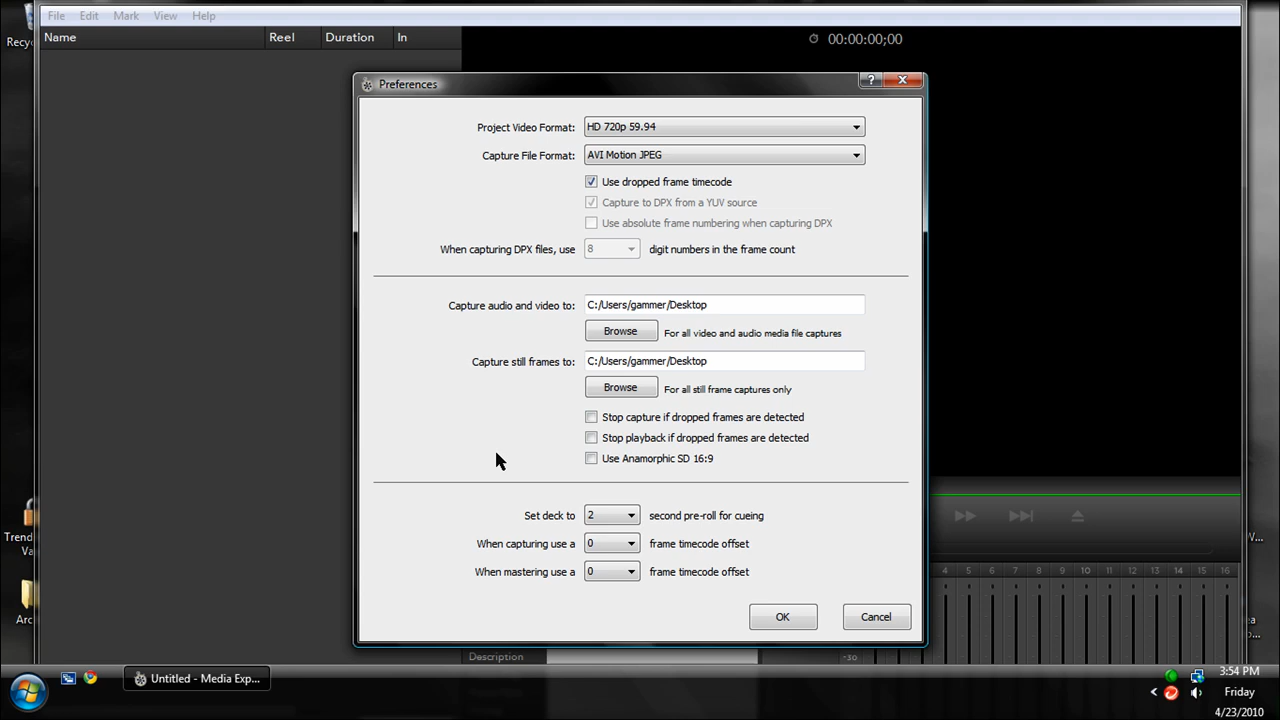 File Edit Mark View Help
Name Reel Duration In
00:00:00;00
Recyc
Preferences
Project Video Format: HD 720p 59.94
Capture File Format: AVI Motion JPEG
Use dropped frame timecode
Capture to DPX from a YUV source
Use absolute frame numbering when capturing DPX
When capturing DPX files, use 8 digit numbers in the frame count
Capture audio and video to: C:/Users/gammer/Desktop
Browse For all video and audio media file captures
Capture still frames to: C:/Users/gammer/Desktop
Browse For all still frame captures only
Stop capture if dropped frames are detected
Stop playback if dropped frames are detected
Use Anamorphic SD 16:9
Set deck to 2 second pre-roll for cueing
When capturing use a 0 frame timecode offset
When mastering use a 0 frame timecode offset
OK Cancel
Tren
Va
W...
4 5 6 7 8 9 10 11 12 13 14 15 16
Arc
Description
-30
Untitled - Media Exp...
3:54 PM
Friday
4/23/2010